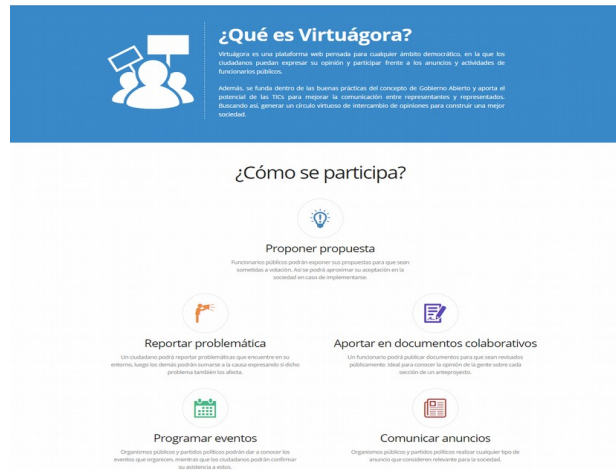 ¿Qué es Virtuágora?
Virtuágora es una plataforma web pensada para cualquier ámbito democrático, en la que los
ciudadanos puedan expresar su opinión y participar frente a los anuncios y actividades de
funcionarios públicos.
Además, se funda dentro de las buenas prácticas del concepto de Gobierno Abierto y aporta el
potencial de las TICs para mejorar la comunicación entre representantes y representados.
Buscando así, generar un círculo virtuoso de intercambio de opiniones para construir una mejor
sociedad.
¿Cómo se participa?
Proponer propuesta
Funcionarios públicos podrán exponer sus propuestas para que sean
sometidas a votación. Así se podrá aproximar su aceptación en la
sociedad en caso de implementarse.
Reportar problemática
Un ciudadano podrá reportar problemáticas que encuentre en su
entorno, luego los demás podrán sumarse a la causa expresando si dicho
problema también los afecta.
Aportar en documentos colaborativos
Un funcionario podrá publicar documentos para que sean revisados
públicamente. Ideal para conocer la opinión de la gente sobre cada
sección de un anteproyecto.
Programar eventos
Organismos públicos y partidos políticos podrán dar a conocer los
eventos que organicen, mientras que los ciudadanos podrán confirmar
su asistencia a estos.
Comunicar anuncios
Organismos públicos y partidos políticos realizar cualquier tipo de
anuncio que consideren relevante para la sociedad.